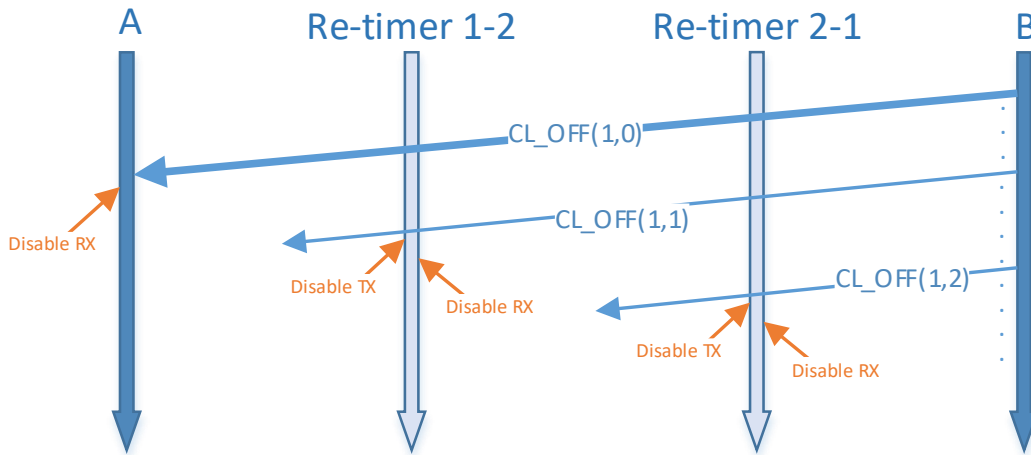 A
Re-timer 1-2
Re-timer 2-1
B
CL_OFF(1,0)
CL_OFF(1,1)
Disable RX
Disable TX
CL_OFF(1,2)
Disable RX
Disable TX
Disable RX